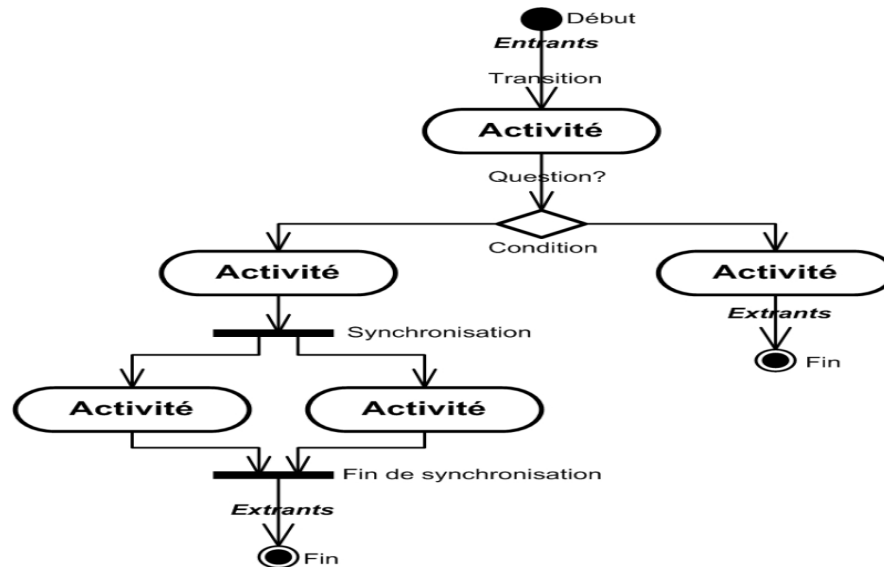 Début
Entrants
Transition
Activité
Question?
Condition
Activité
Activité
Extrants
Synchronisation
Fin
Activité
Activité
Fin de synchronisation
Extrants
Fin